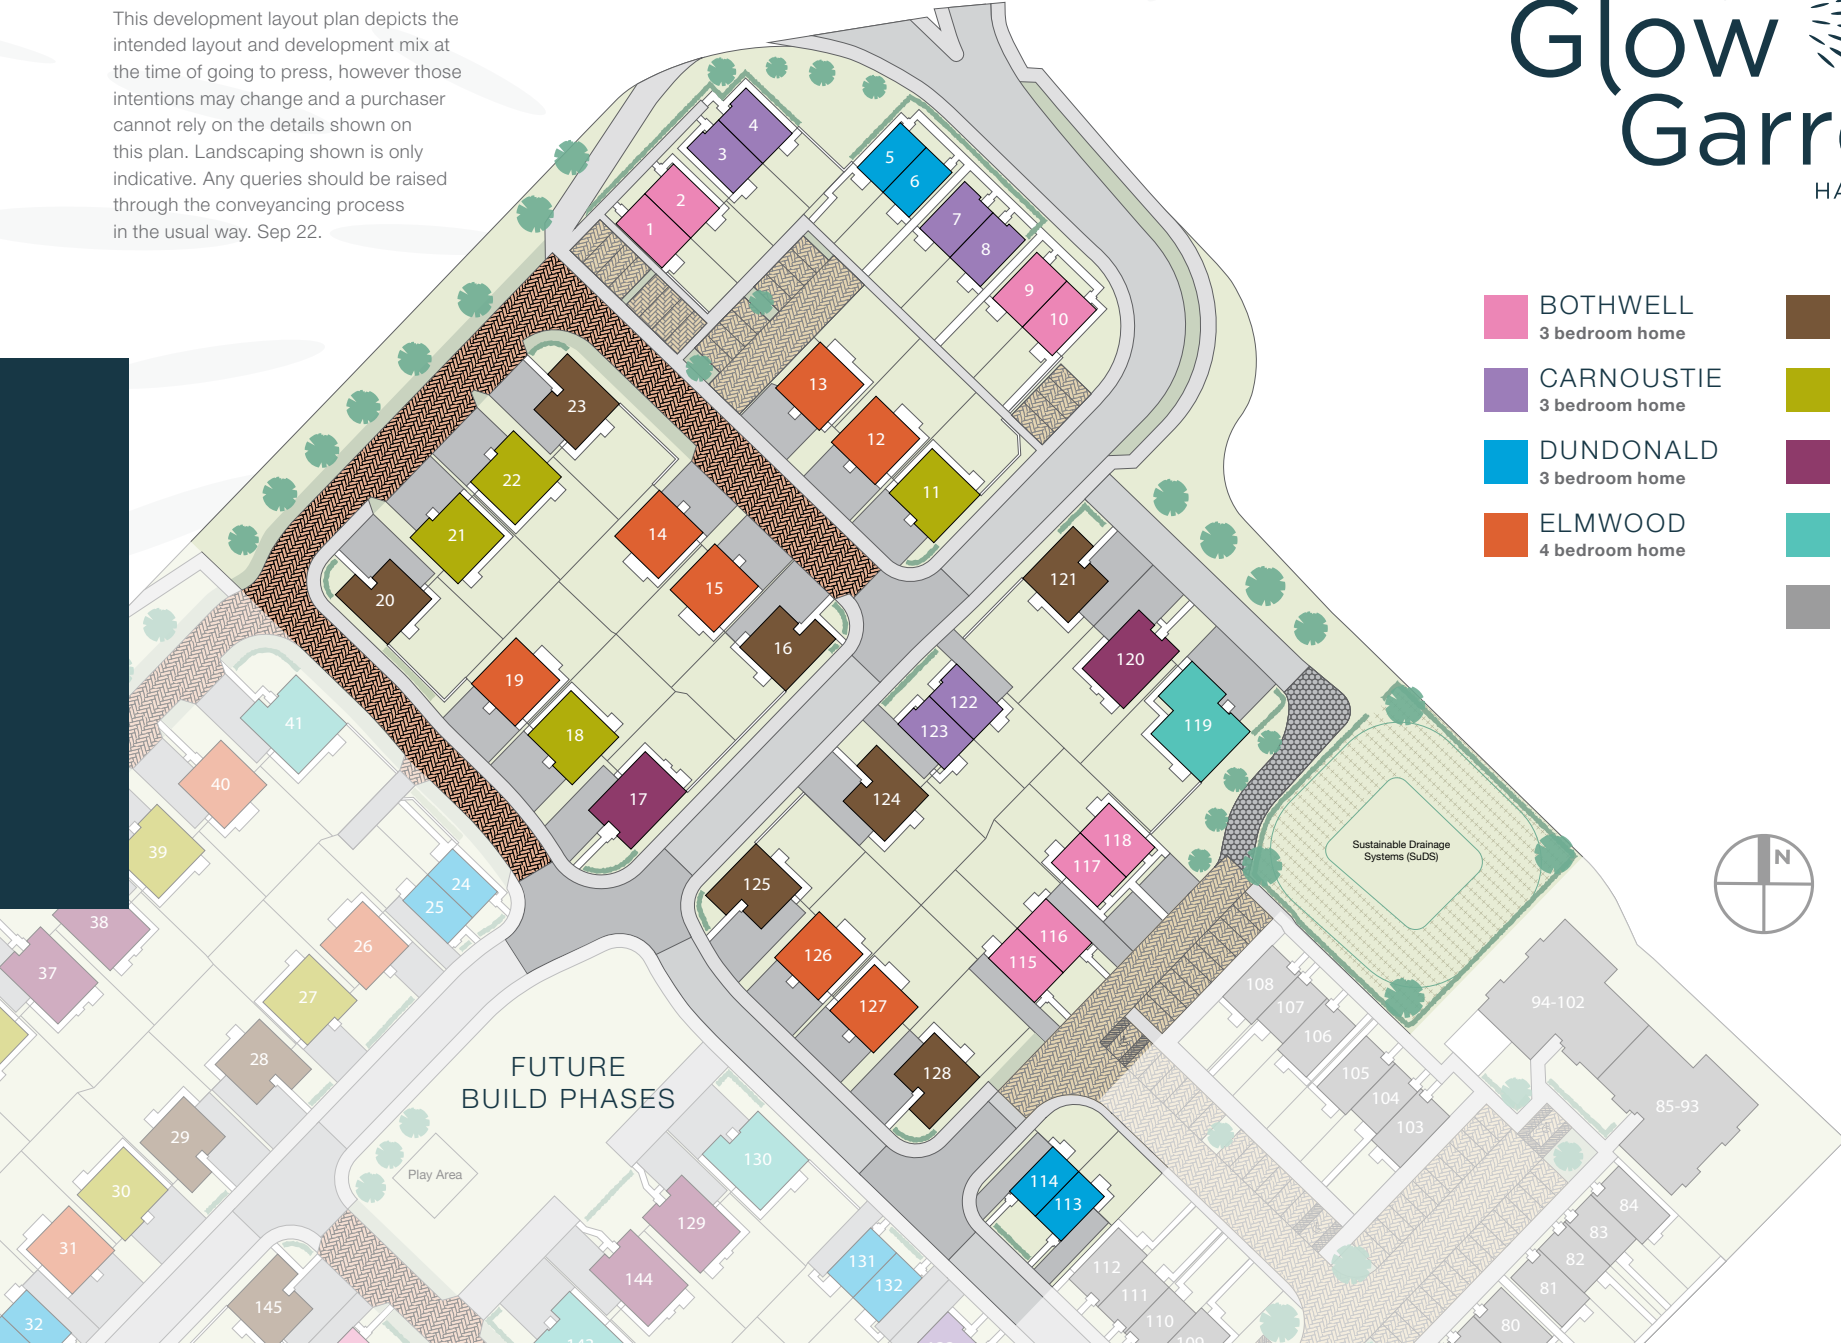 This development layout plan depicts the
intended layout and development mix at
the time of going to press, however those
intentions may change and a purchaser
cannot rely on the details shown on
this plan. Landscaping shown is only
indicative. Any queries should be raised
through the conveyancing process
in the usual way. Sep 22.
Glow
Garr
HA
BOTHWELL
3 bedroom home
CARNOUSTIE
3 bedroom home
DUNDONALD
3 bedroom home
ELMWOOD
4 bedroom home
N
4
3
2
1
5
6
7
8
9
10
13
12
11
23
22
21
20
14
15
16
19
18
17
121
120
119
122
123
124
118
117
116
115
125
126
127
128
114
113
Sustainable Drainage
Systems (SuDS)
41
40
39
38
37
24
25
26
27
28
29
30
31
32
FUTURE
BUILD PHASES
Play Area
130
129
144
145
143
131
132
108
107
106
105
104
103
94-102
85-93
84
83
82
81
80
112
111
110
109